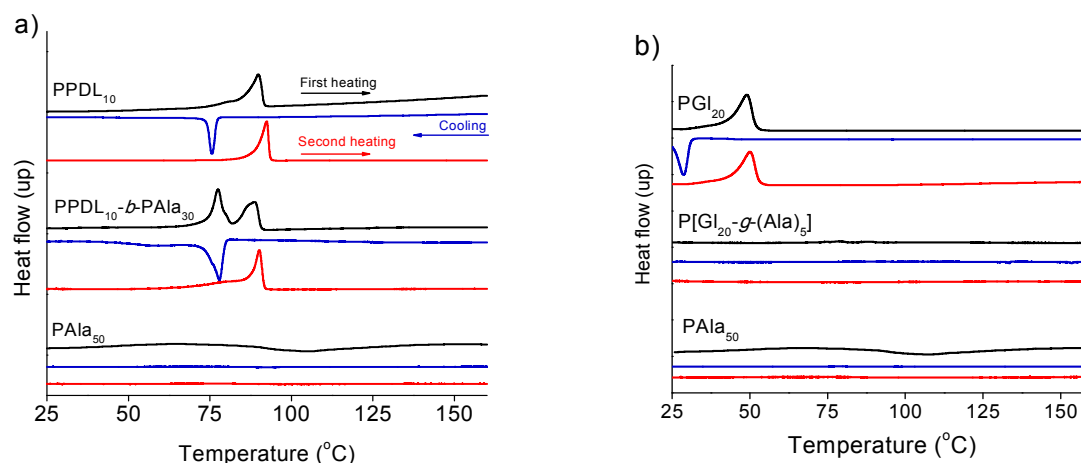 a)
PPDL₁₀
First heating
Cooling
Second heating
PPDL₁₀-b-PAla₃₀
PAla₅₀
Heat flow (up)
25 50 75 100 125 150
Temperature (°C)
b)
PGl₂₀
P[Gl₂₀-g-(Ala)₅]
PAla₅₀
Heat flow (up)
25 50 75 100 125 150
Temperature (°C)